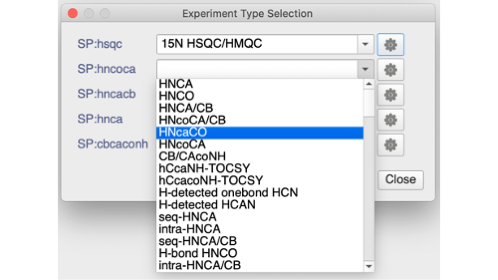 Experiment Type Selection
SP:hsqc 15N HSQC/HMQC
SP:hncoca
SP:hncacb
SP:hnca
SP:cbcaconh
HNCA
HNCO
HNCA/CB
HNcoCA/CB
HNcaCO
HNcoCA
CB/CAcoNH
hCcaNH-TOCSY
hCcacoNH-TOCSY
H-detected onebond HCN
H-detected HCAN
seq-HNCA
intra-HNCA
seq-HNCA/CB
H-bond HNCO
intra-HNCA/CB
Close